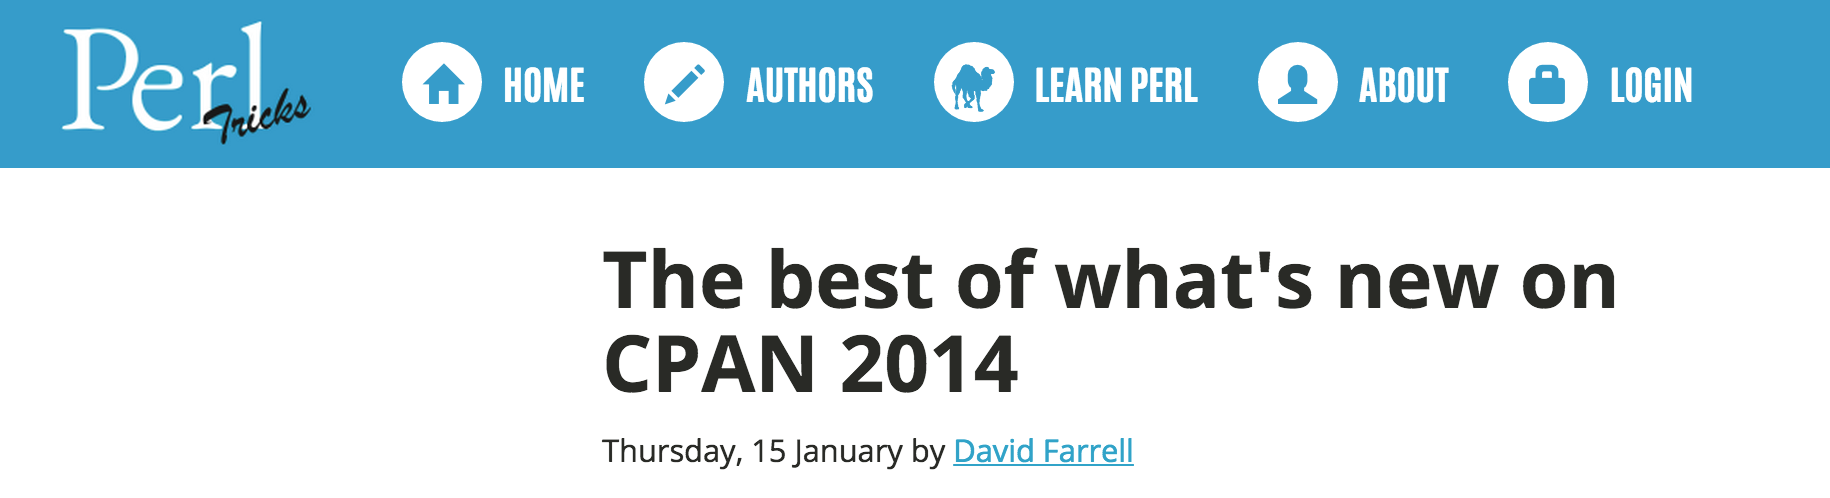 Perl Tricks
HOME AUTHORS LEARN PERL ABOUT LOGIN
The best of what's new on
CPAN 2014
Thursday, 15 January by David Farrell